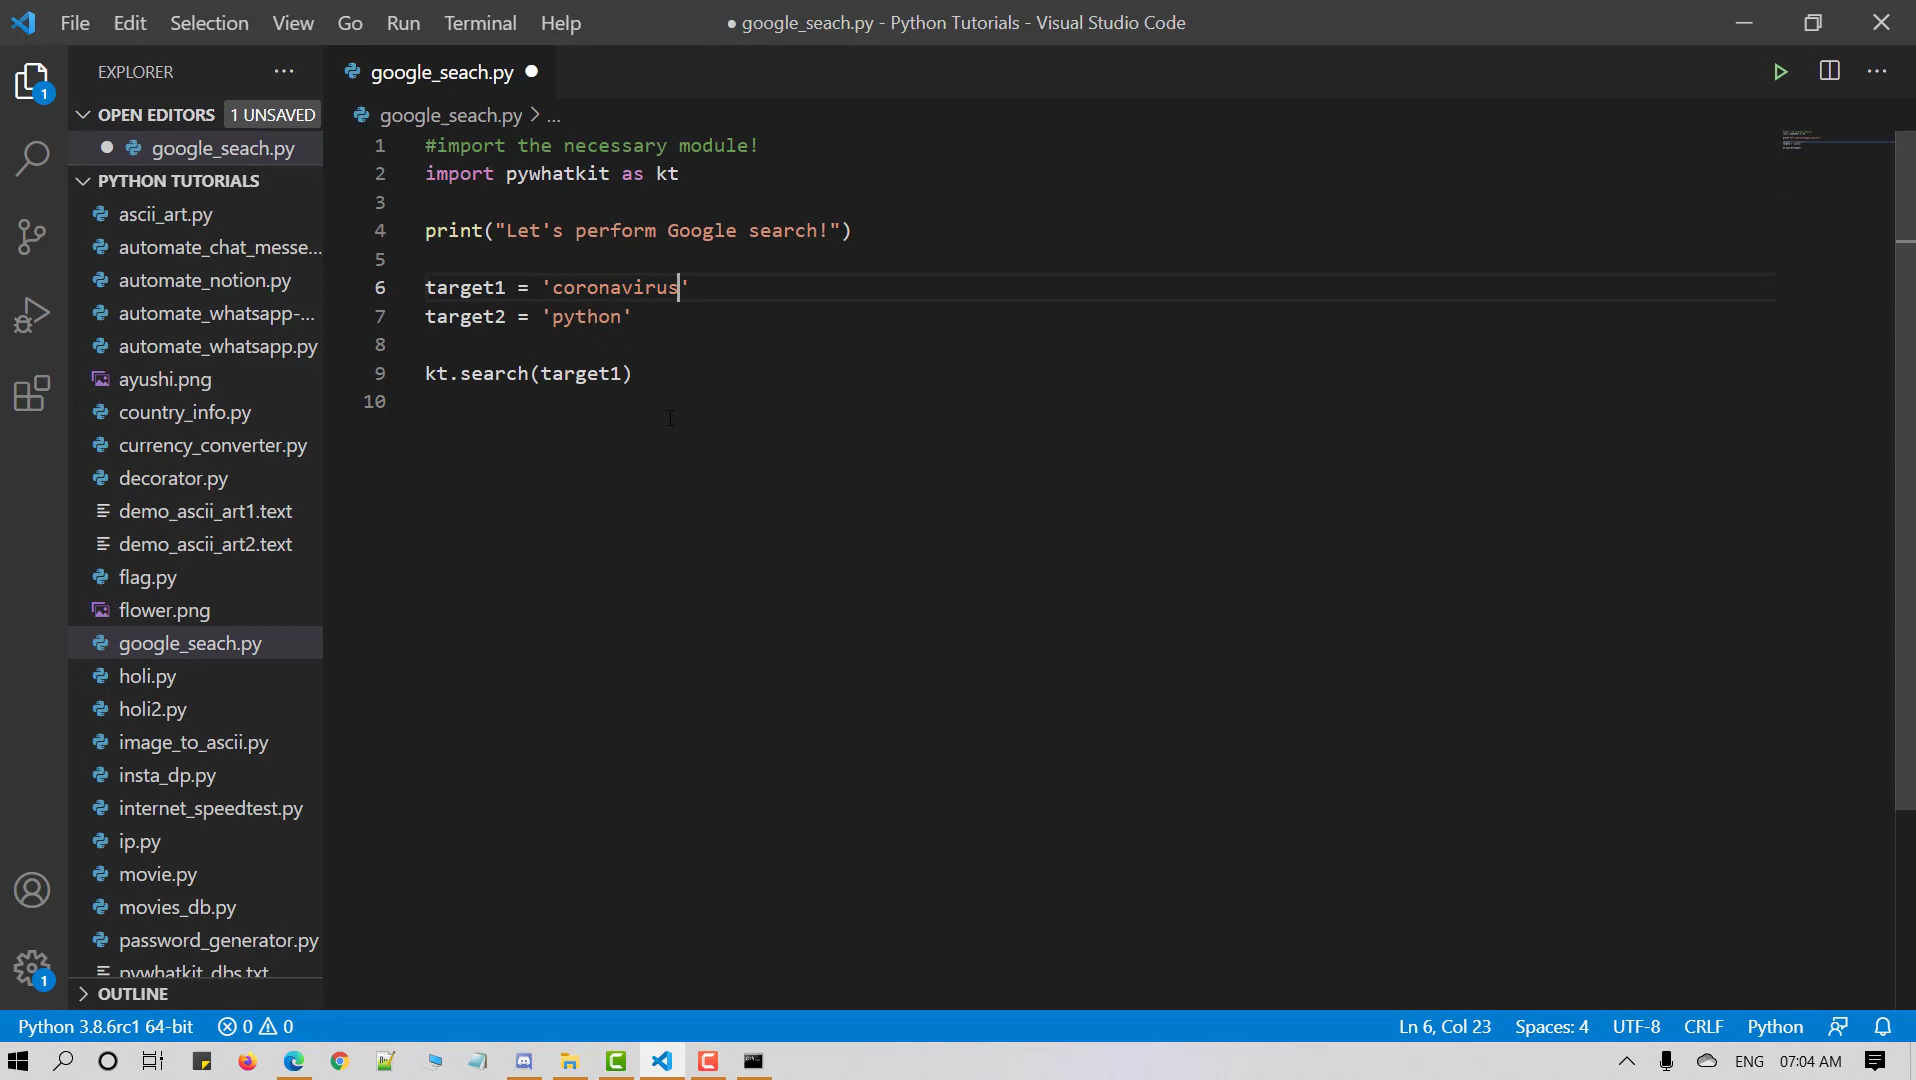 File Edit Selection View Go Run Terminal Help
● google_seach.py - Python Tutorials - Visual Studio Code
EXPLORER
OPEN EDITORS 1 UNSAVED
google_seach.py
PYTHON TUTORIALS
ascii_art.py
automate_chat_messe...
automate_notion.py
automate_whatsapp-...
automate_whatsapp.py
ayushi.png
country_info.py
currency_converter.py
decorator.py
demo_ascii_art1.text
demo_ascii_art2.text
flag.py
flower.png
google_seach.py
holi.py
holi2.py
image_to_ascii.py
insta_dp.py
internet_speedtest.py
ip.py
movie.py
movies_db.py
password_generator.py
pywhatkit_dbs.txt
OUTLINE
1
1
google_seach.py
google_seach.py > ...
1 #import the necessary module!
2 import pywhatkit as kt
3
4 print("Let's perform Google search!")
5
6 target1 = 'coronavirus'
7 target2 = 'python'
8
9 kt.search(target1)
10
Python 3.8.6rc1 64-bit 0 0
Ln 6, Col 23 Spaces: 4 UTF-8 CRLF Python
ENG 07:04 AM